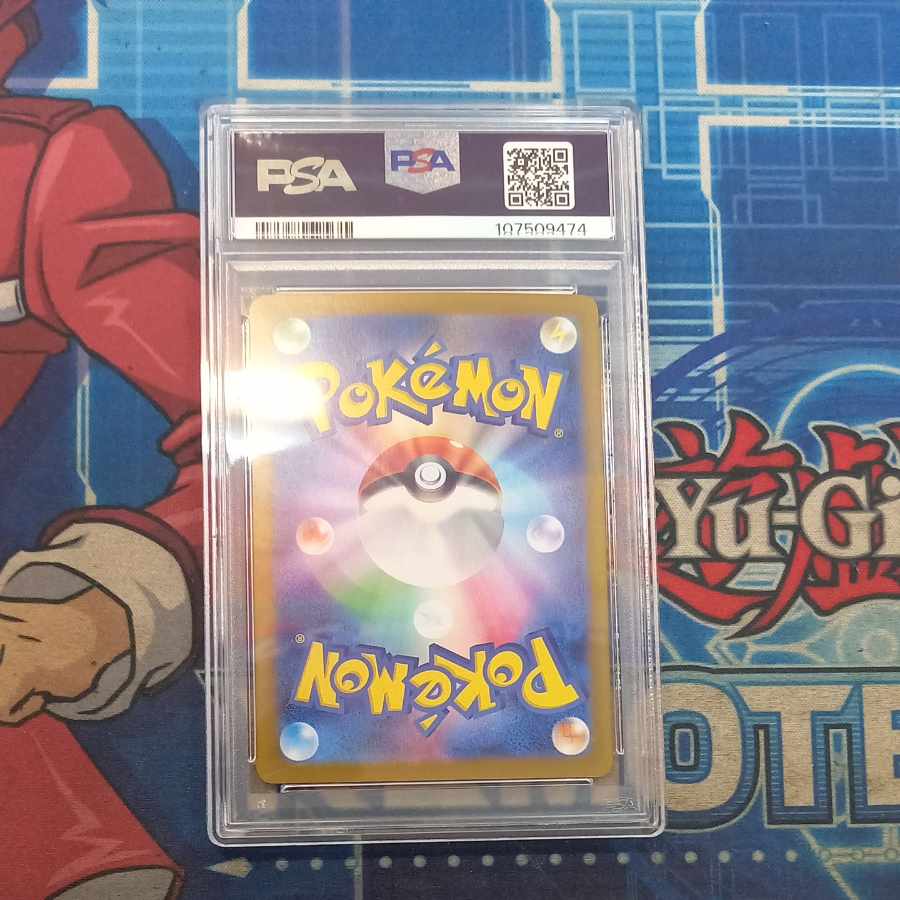 PSA
PSA
107509474
POKéMON
®
POKéMON
®
Yu-Gi
OTE